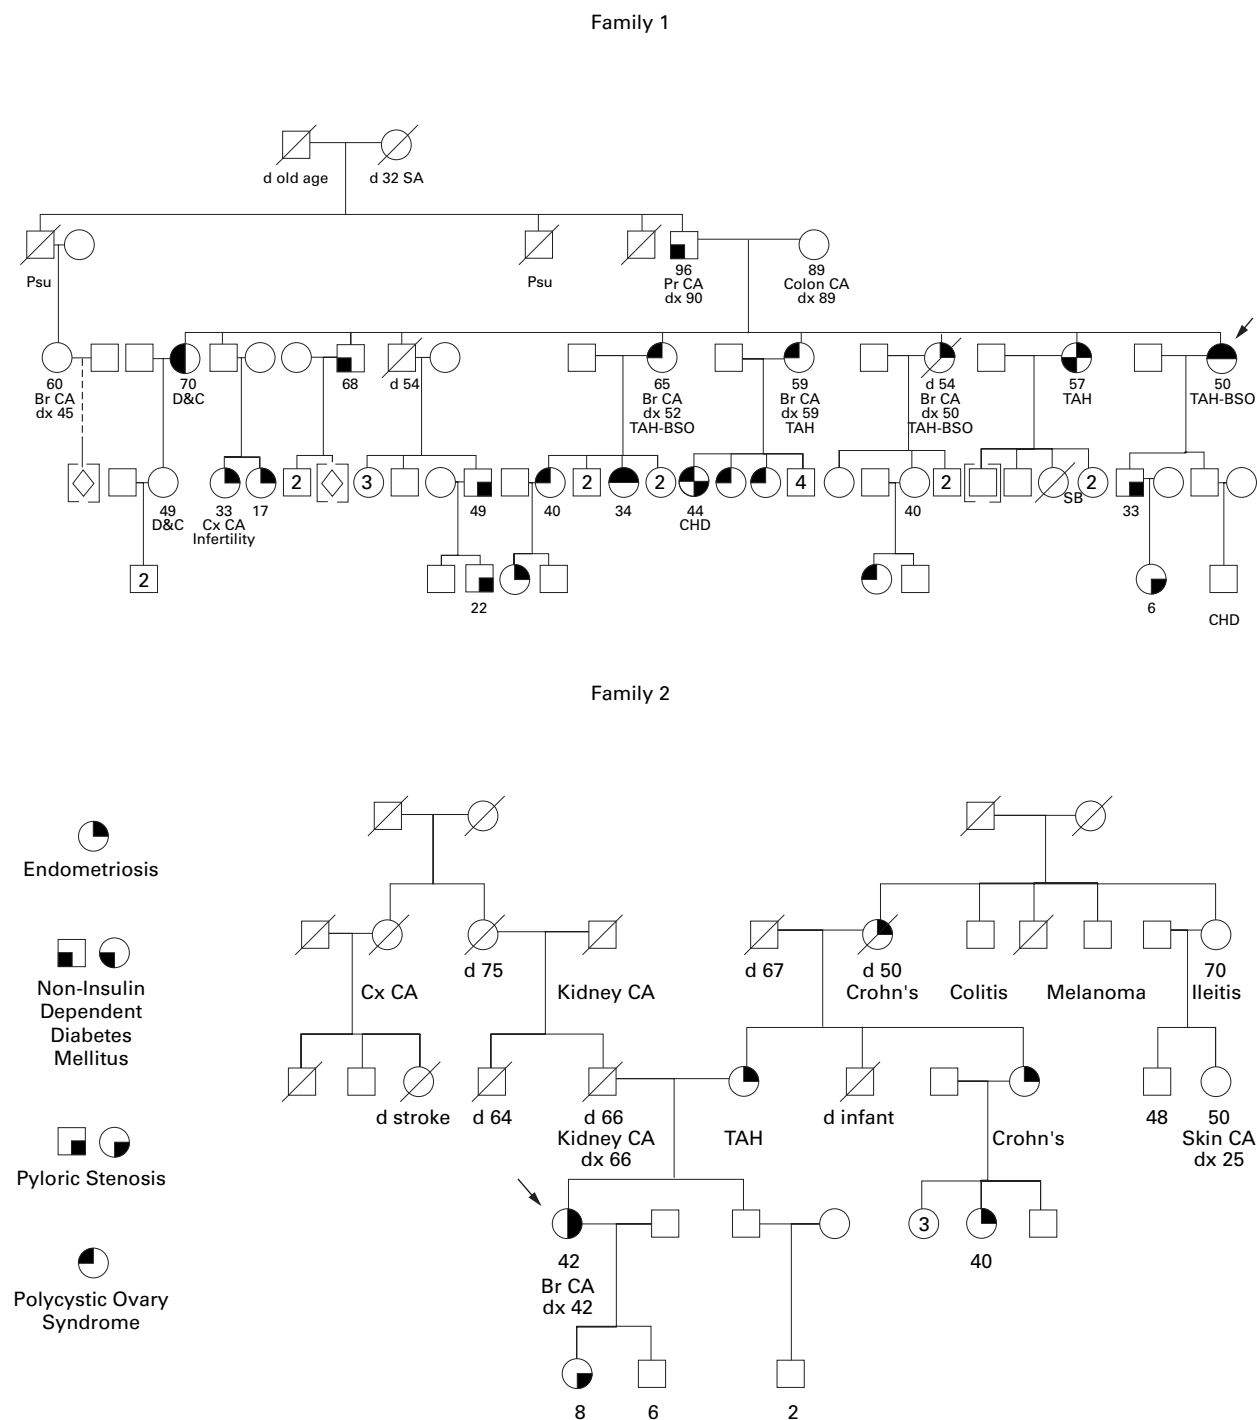 Family 1
d old age
d 32 SA
Psu
Psu
96
Pr CA
dx 90
89
Colon CA
dx 89
60
Br CA
dx 45
70
D&C
68
d 54
65
Br CA
dx 52
TAH-BSO
59
Br CA
dx 59
TAH
d 54
Br CA
dx 50
TAH-BSO
57
TAH
50
TAH-BSO
49
D&C
33
Cx CA
Infertility
17
2
3
49
40
2
34
2
44
CHD
4
40
2
SB
2
33
2
22
6
CHD
Family 2
Endometriosis
Non-Insulin
Dependent
Diabetes
Mellitus
Pyloric Stenosis
Polycystic Ovary
Syndrome
Cx CA
d 75
Kidney CA
d 67
d 50
Crohn's
Colitis
Melanoma
70
Ileitis
d stroke
d 64
d 66
Kidney CA
dx 66
TAH
d infant
Crohn's
48
50
Skin CA
dx 25
42
Br CA
dx 42
3
40
8
6
2